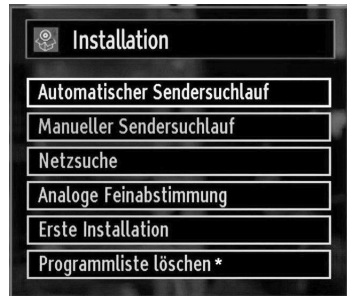 Installation
Automatischer Sendersuchlauf
Manueller Sendersuchlauf
Netzsuche
Analoge Feinabstimmung
Erste Installation
Programmliste löschen *